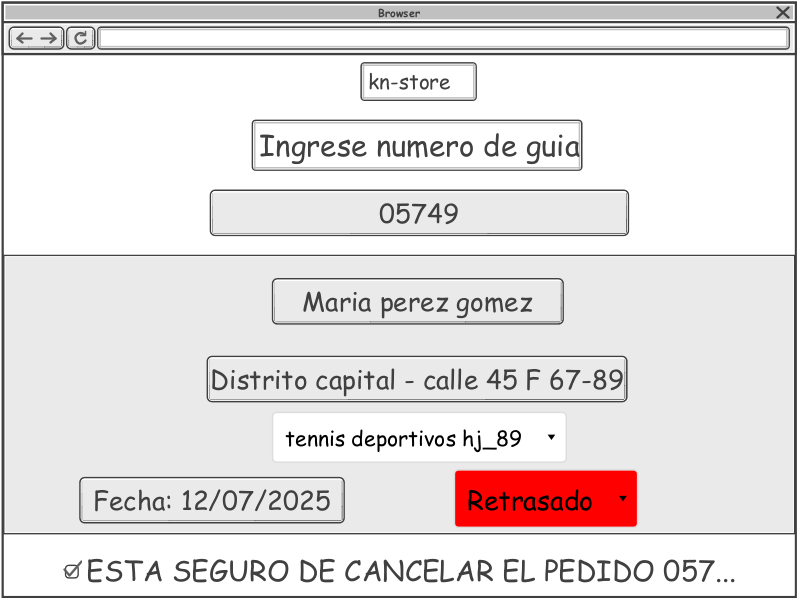 Browser
kn-store
Ingrese numero de guia
05749
Maria perez gomez
Distrito capital - calle 45 F 67-89
tennis deportivos hj_89
Fecha: 12/07/2025 Retrasado
ESTA SEGURO DE CANCELAR EL PEDIDO 057...